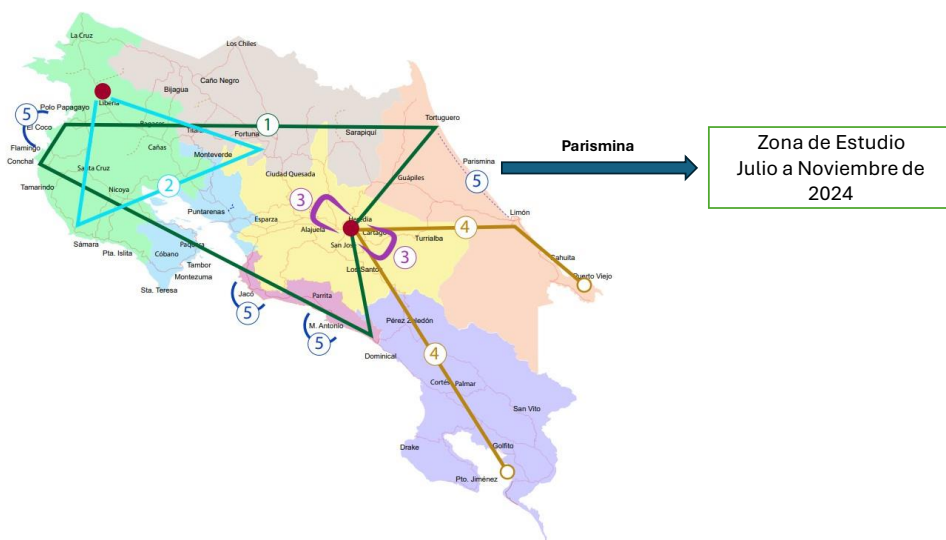 La Cruz
Los Chiles
Caño Negro
Bijagua
Liberia
Polo Papagayo
Tortuguero
5
El Coco
Bagaces
Tilarán
Fortuna
1
Sarapiquí
Flamingo
Cañas
Monteverde
Conchal
Santa Cruz
Ciudad Quesada
Guápiles
Parismina
5
Parismina
Zona de Estudio
Julio a Noviembre de
2024
Tamarindo
Nicoya
2
3
Puntarenas
Esparza
Heredia
Limón
Alajuela
Cartago
4
Turrialba
San José
Sámara
Pta. Islita
Paquera
Cóbano
3
Cahuita
Tambor
Los Santos
Montezuma
Puerto Viejo
Sta. Teresa
Jacó
Parrita
5
M. Antonio
5
Pérez Zeledón
Dominical
4
Cortés
Palmar
San Vito
Drake
Golfito
Pto. Jiménez